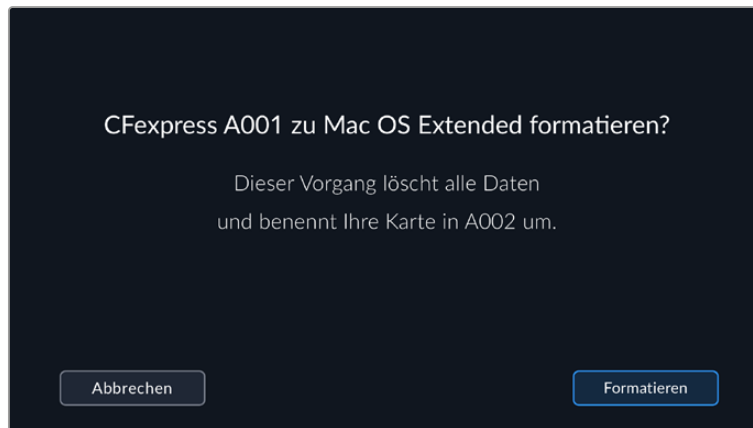 CFexpress A001 zu Mac OS Extended formatieren?
Dieser Vorgang löscht alle Daten
und benennt Ihre Karte in A002 um.
Abbrechen
Formatieren